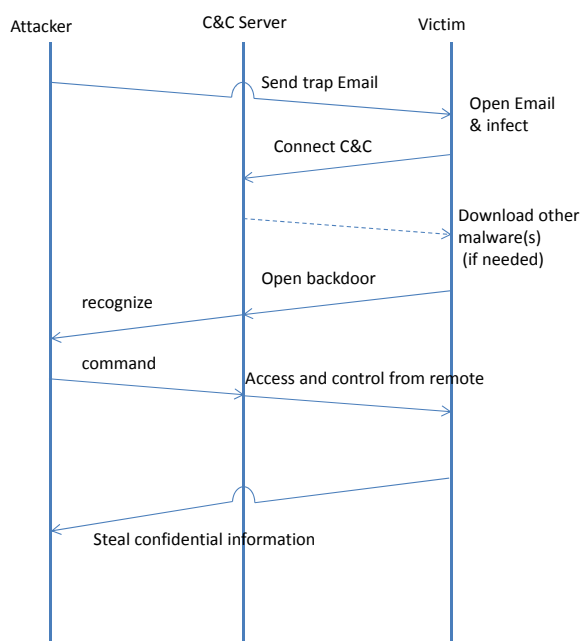 Attacker
C&C Server
Victim
Send trap Email
Open Email
& infect
Connect C&C
Download other
malware(s)
(if needed)
Open backdoor
recognize
command
Access and control from remote
Steal confidential information